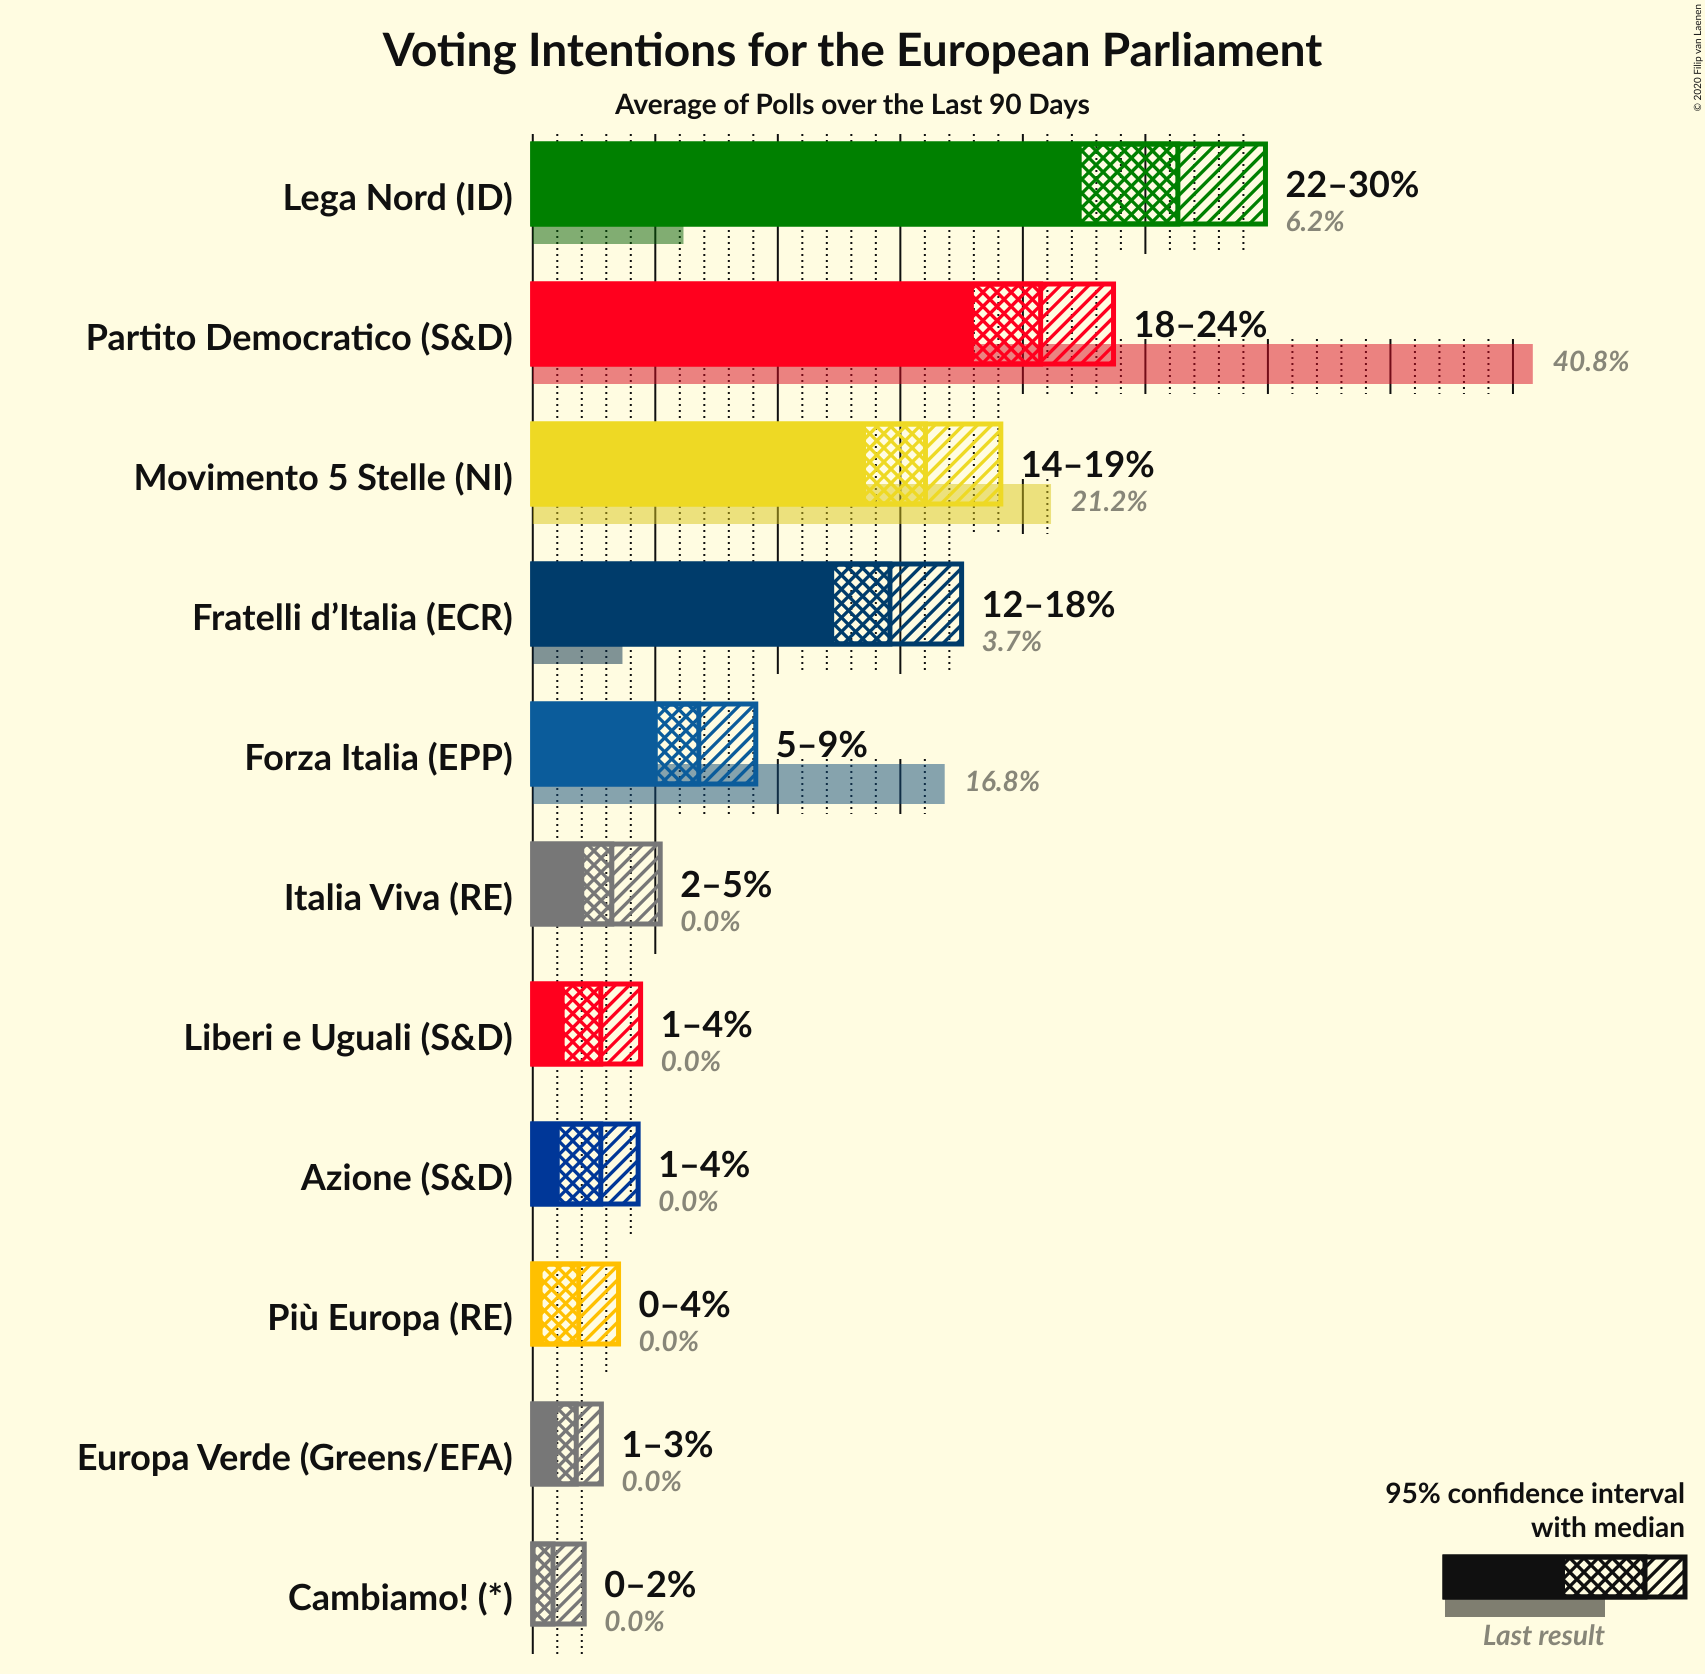 Voting Intentions for the European Parliament
Average of Polls over the Last 90 Days
© 2020 Filip van Laenen
Lega Nord (ID)
22–30%
6.2%
Partito Democratico (S&D)
18–24%
40.8%
Movimento 5 Stelle (NI)
14–19%
21.2%
Fratelli d’Italia (ECR)
12–18%
3.7%
Forza Italia (EPP)
5–9%
16.8%
Italia Viva (RE)
2–5%
0.0%
Liberi e Uguali (S&D)
1–4%
0.0%
Azione (S&D)
1–4%
0.0%
Più Europa (RE)
0–4%
0.0%
Europa Verde (Greens/EFA)
1–3%
0.0%
Cambiamo! (*)
0–2%
0.0%
95% confidence interval
with median
Last result